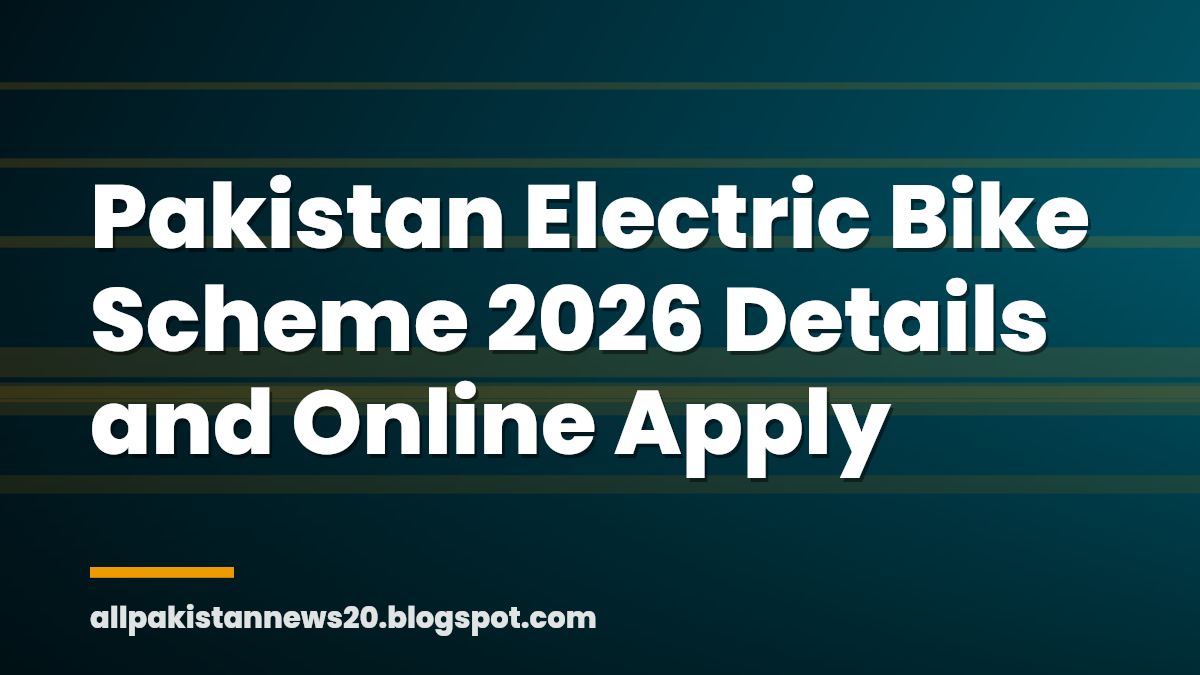 Pakistan Electric Bike
Scheme 2026 Details
and Online Apply
allpakistannews20.blogspot.com